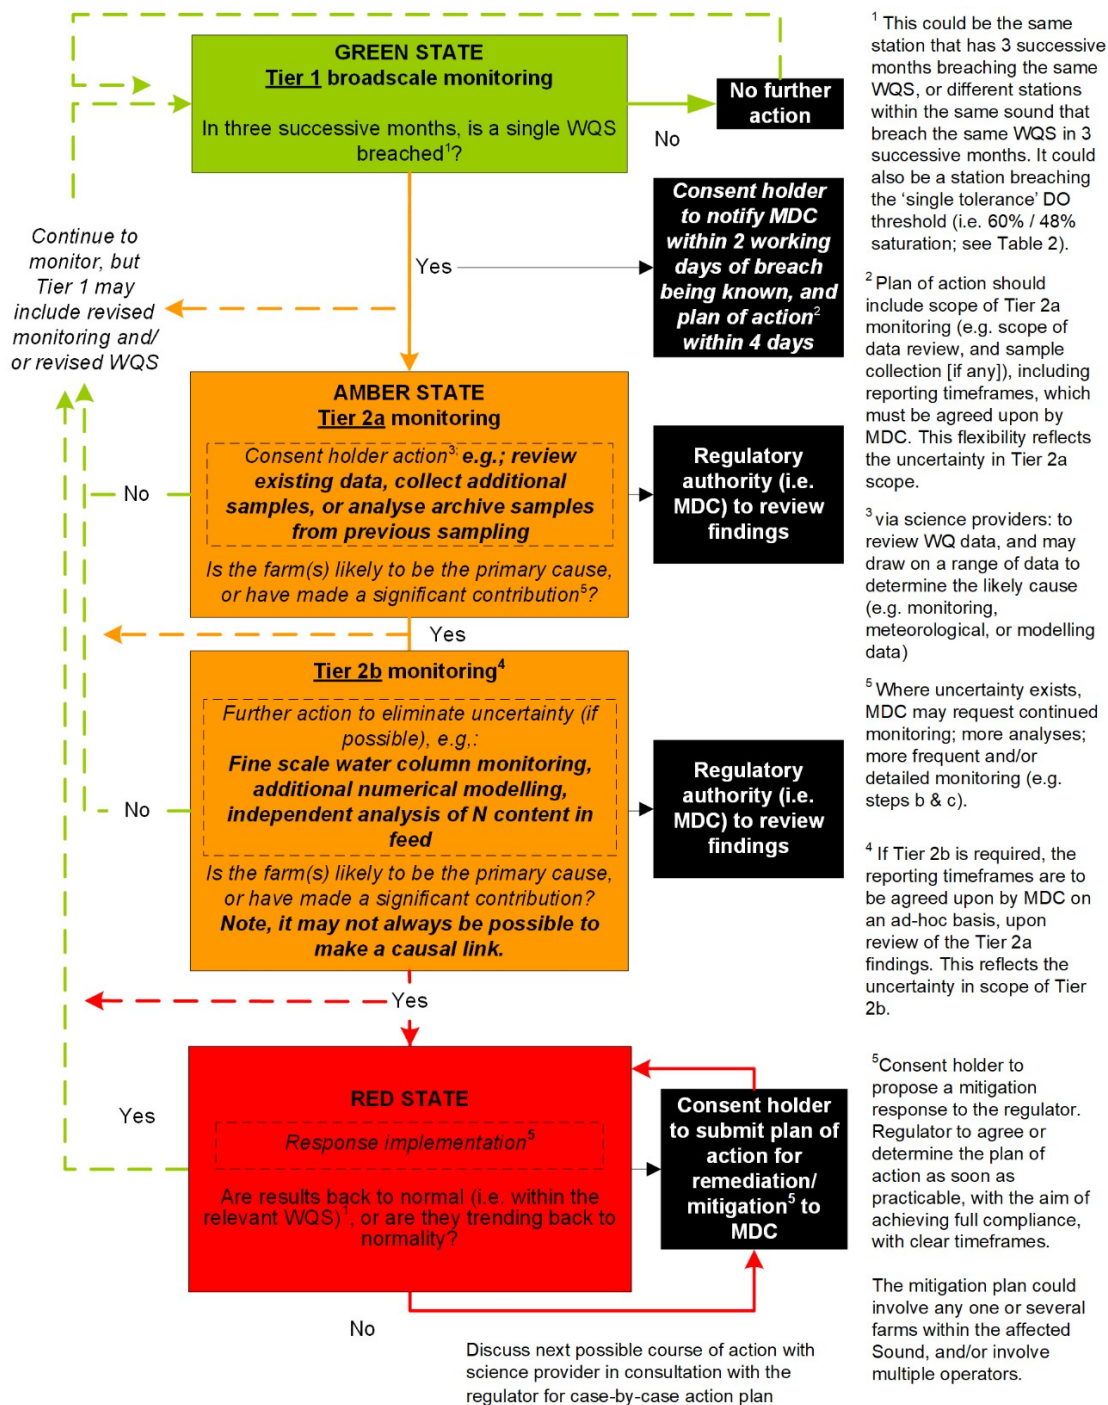 GREEN STATE
Tier 1 broadscale monitoring
In three successive months, is a single WQS
breached¹?
No
No further
action
Continue to
monitor, but
Tier 1 may
include revised
monitoring and/
or revised WQS
Yes
Consent holder
to notify MDC
within 2 working
days of breach
being known, and
plan of action²
within 4 days
AMBER STATE
Tier 2a monitoring
Consent holder action³; e.g.; review
existing data, collect additional
samples, or analyse archive samples
from previous sampling
Is the farm(s) likely to be the primary cause,
or have made a significant contribution⁵?
No
Regulatory
authority (i.e.
MDC) to review
findings
Yes
Tier 2b monitoring⁴
Further action to eliminate uncertainty (if
possible), e.g,:
Fine scale water column monitoring,
additional numerical modelling,
independent analysis of N content in
feed
Is the farm(s) likely to be the primary cause,
or have made a significant contribution?
Note, it may not always be possible to
make a causal link.
No
Regulatory
authority (i.e.
MDC) to review
findings
Yes
RED STATE
Response implementation⁵
Are results back to normal (i.e. within the
relevant WQS)¹, or are they trending back to
normality?
Yes
Consent holder
to submit plan of
action for
remediation/
mitigation⁵ to
MDC
No
Discuss next possible course of action with
science provider in consultation with the
regulator for case-by-case action plan
¹ This could be the same
station that has 3 successive
months breaching the same
WQS, or different stations
within the same sound that
breach the same WQS in 3
successive months. It could
also be a station breaching
the ‘single tolerance’ DO
threshold (i.e. 60% / 48%
saturation; see Table 2).
² Plan of action should
include scope of Tier 2a
monitoring (e.g. scope of
data review, and sample
collection [if any]), including
reporting timeframes, which
must be agreed upon by
MDC. This flexibility reflects
the uncertainty in Tier 2a
scope.
³ via science providers: to
review WQ data, and may
draw on a range of data to
determine the likely cause
(e.g. monitoring,
meteorological, or modelling
data)
⁵ Where uncertainty exists,
MDC may request continued
monitoring; more analyses;
more frequent and/or
detailed monitoring (e.g.
steps b & c).
⁴ If Tier 2b is required, the
reporting timeframes are to
be agreed upon by MDC on
an ad-hoc basis, upon
review of the Tier 2a
findings. This reflects the
uncertainty in scope of Tier
2b.
⁵Consent holder to
propose a mitigation
response to the regulator.
Regulator to agree or
determine the plan of
action as soon as
practicable, with the aim of
achieving full compliance,
with clear timeframes.
The mitigation plan could
involve any one or several
farms within the affected
Sound, and/or involve
multiple operators.